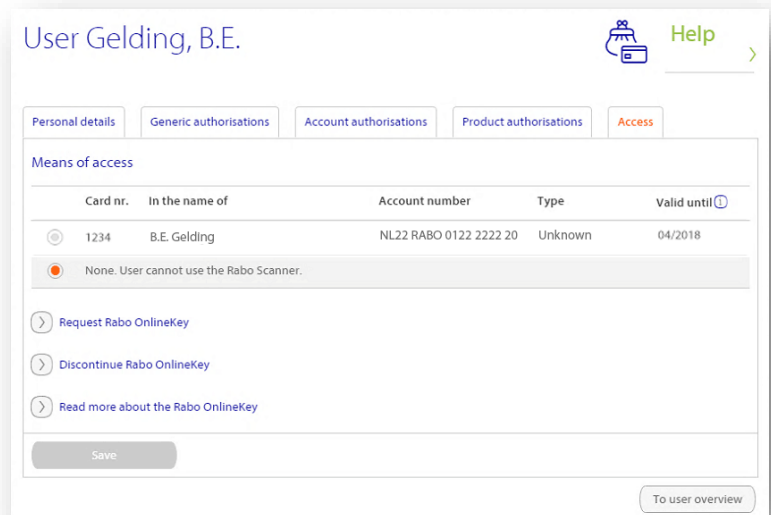 User Gelding, B.E.
Help
Personal details Generic authorisations Account authorisations Product authorisations Access
Means of access
Card nr. In the name of Account number Type Valid until 1
1234 B.E. Gelding NL22 RABO 0122 2222 20 Unknown 04/2018
None. User cannot use the Rabo Scanner.
Request Rabo OnlineKey
Discontinue Rabo OnlineKey
Read more about the Rabo OnlineKey
Save
To user overview